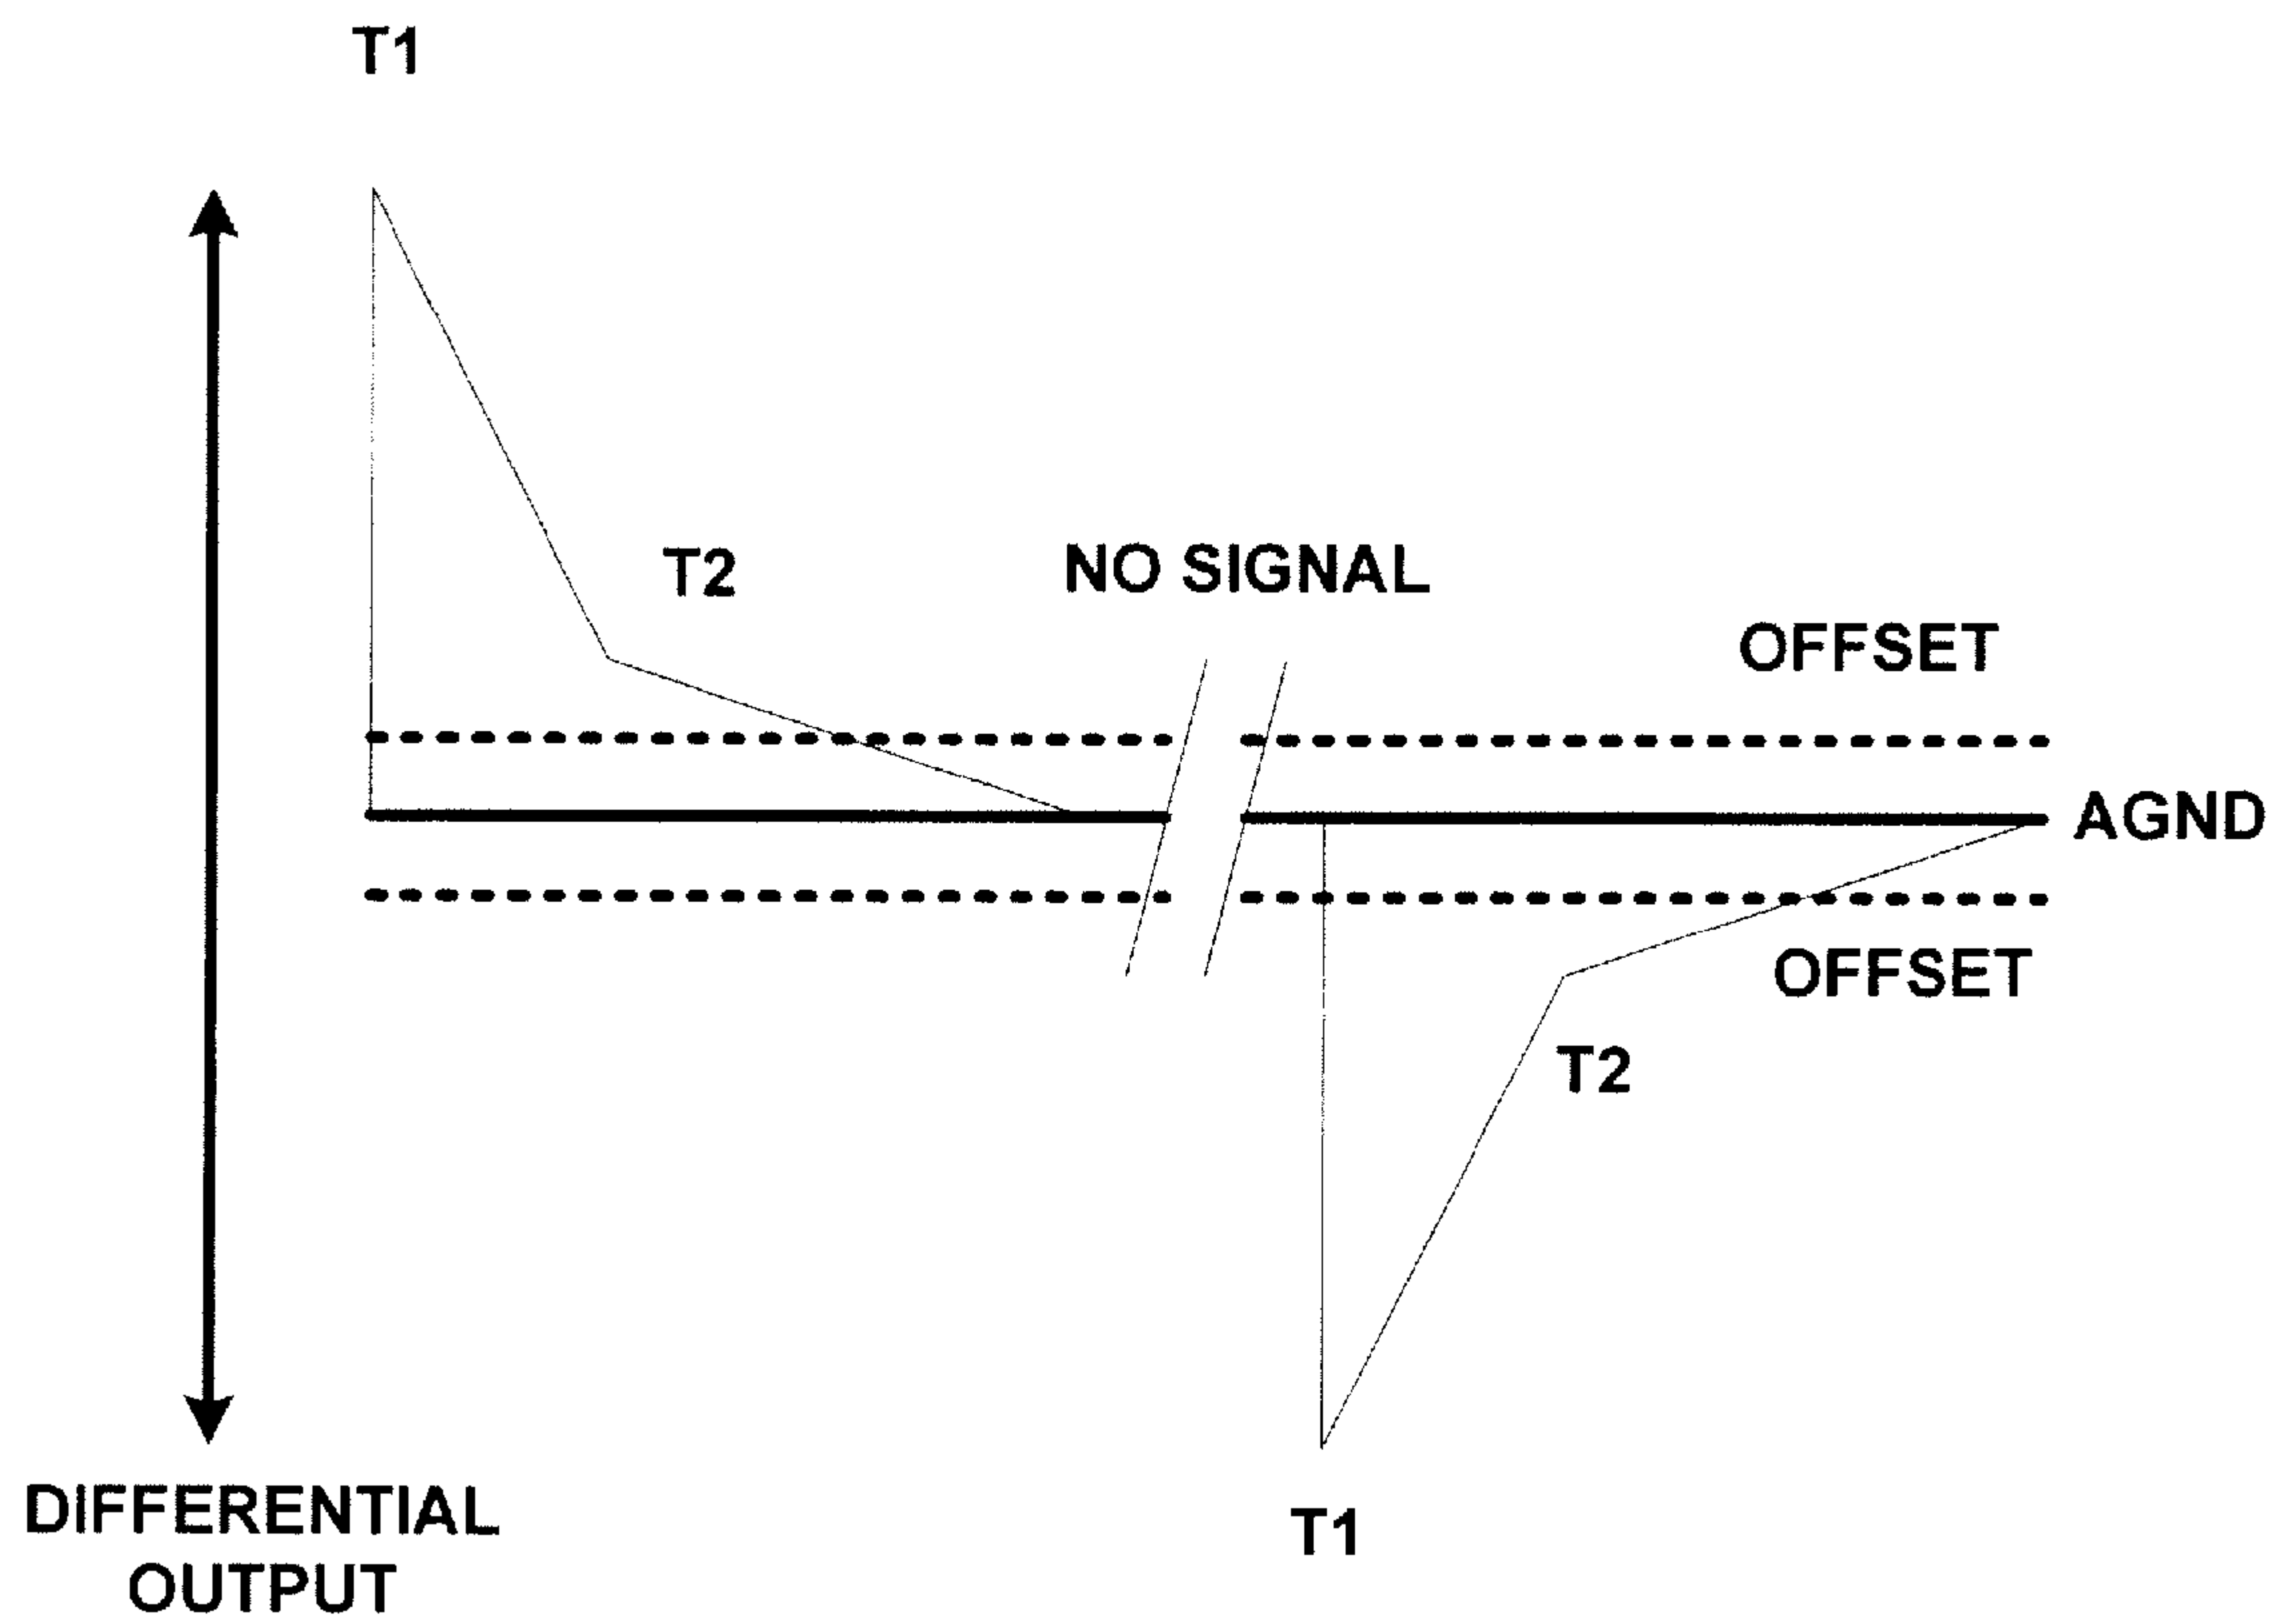 T1
T2
NO SIGNAL
OFFSET
AGND
OFFSET
T2
DIFFERENTIAL
OUTPUT
T1